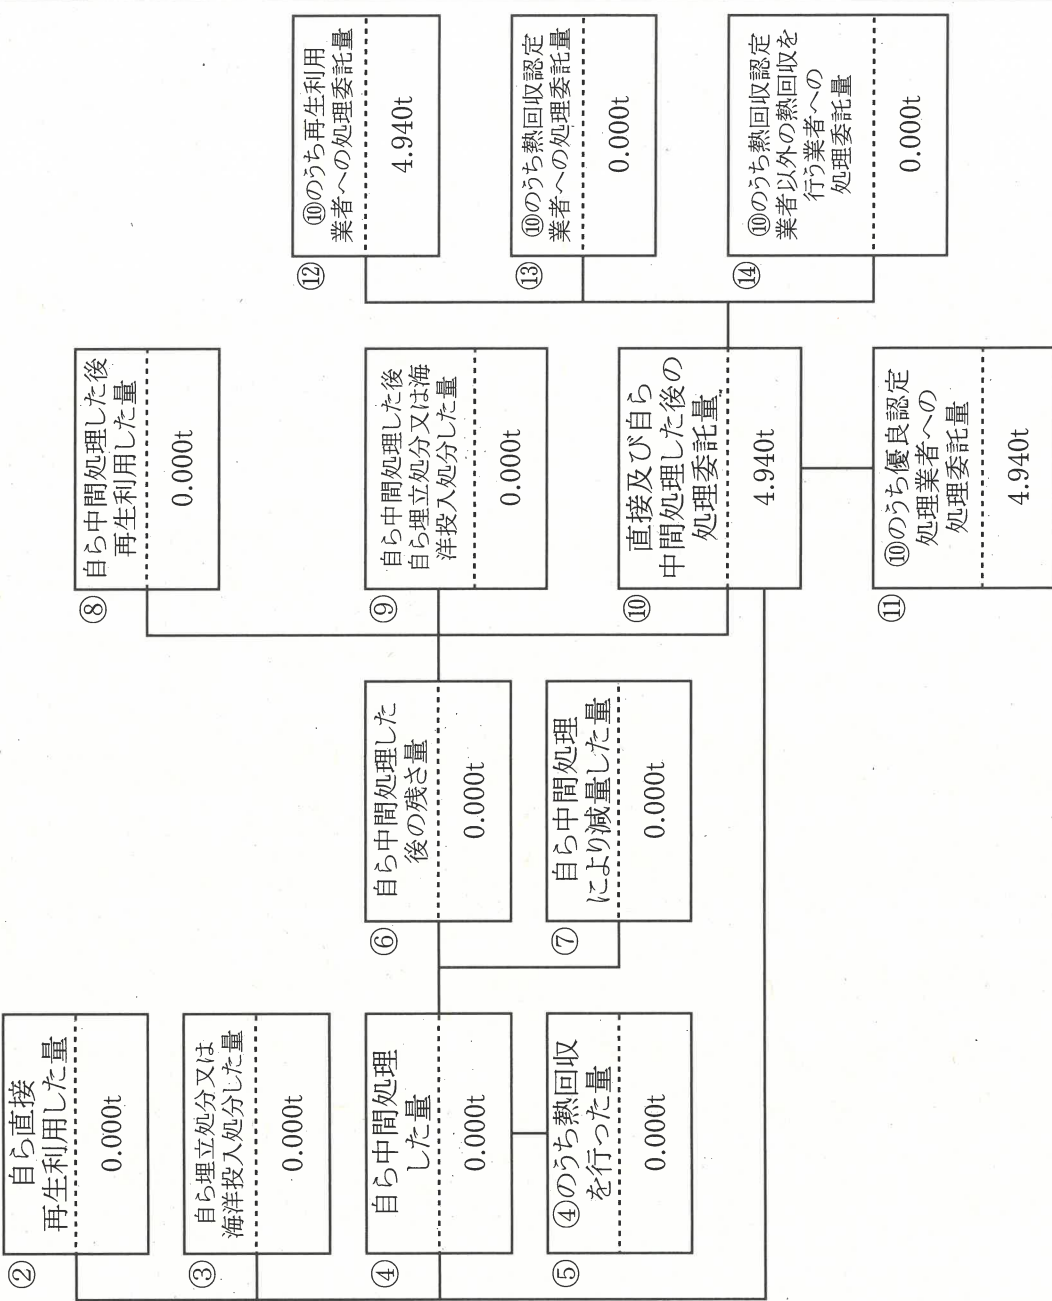 ②
自ら直接
再生利用した量
0.000t
③
自ら埋立処分又は
海洋投入処分した量
0.000t
④
自ら中間処理
した量
0.000t
⑤
④のうち熱回収
を行った量
0.000t
⑥
自ら中間処理した
後の残さ量
0.000t
⑦
自ら中間処理
により減量した量
0.000t
⑧
自ら中間処理した後
再生利用した量
0.000t
⑨
自ら中間処理した後
自ら埋立処分又は海
洋投入処分した量
0.000t
⑩
直接及び自ら
中間処理した後の
処理委託量
4.940t
⑪
⑩のうち優良認定
処理業者への
処理委託量
4.940t
⑫
⑩のうち再生利用
業者への処理委託量
4.940t
⑬
⑩のうち熱回収認定
業者への処理委託量
0.000t
⑭
⑩のうち熱回収認定
業者以外の熱回収を
行う業者への
処理委託量
0.000t